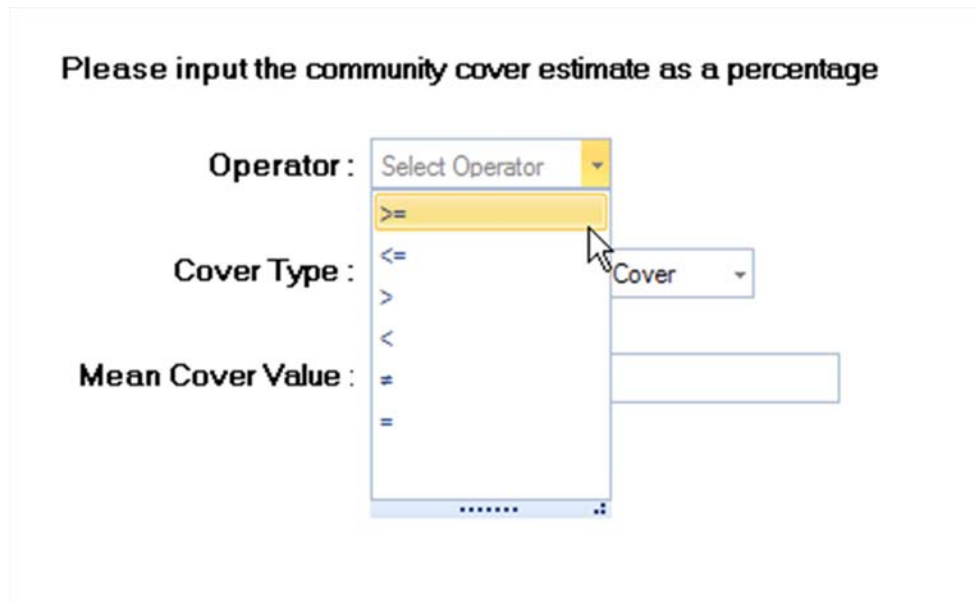 Please input the community cover estimate as a percentage
Operator :
Select Operator
>=
<=
Cover Type :
Cover
>
<
Mean Cover Value :
≠
=